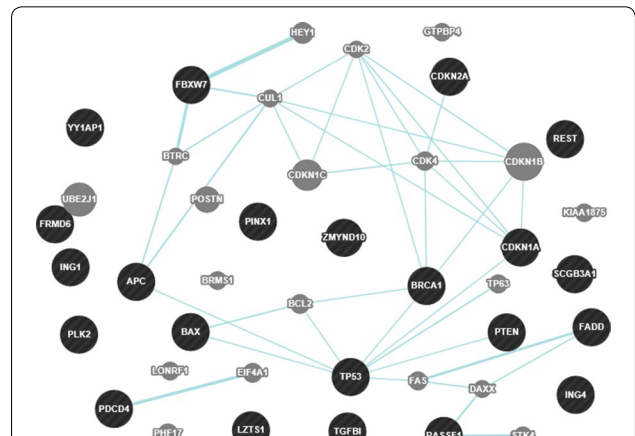 HEY1
GTPBP4
CDK2
FBXW7
CDKN2A
CUL1
YY1AP1
REST
BTRC
CDK4
CDKN1B
CDKN1C
UBE2J1
POSTN
KIAA1875
FRMD6
PINX1
ZMYND10
CDKN1A
ING1
APC
BRMS1
BRCA1
TP63
SCGB3A1
BCL2
PLK2
BAX
PTEN
FADD
LONRF1
EIF4A1
TP53
FAS
DAXX
ING4
PDCD4
PHF17
LZTS1
TGFBI
RASSF1
STK4